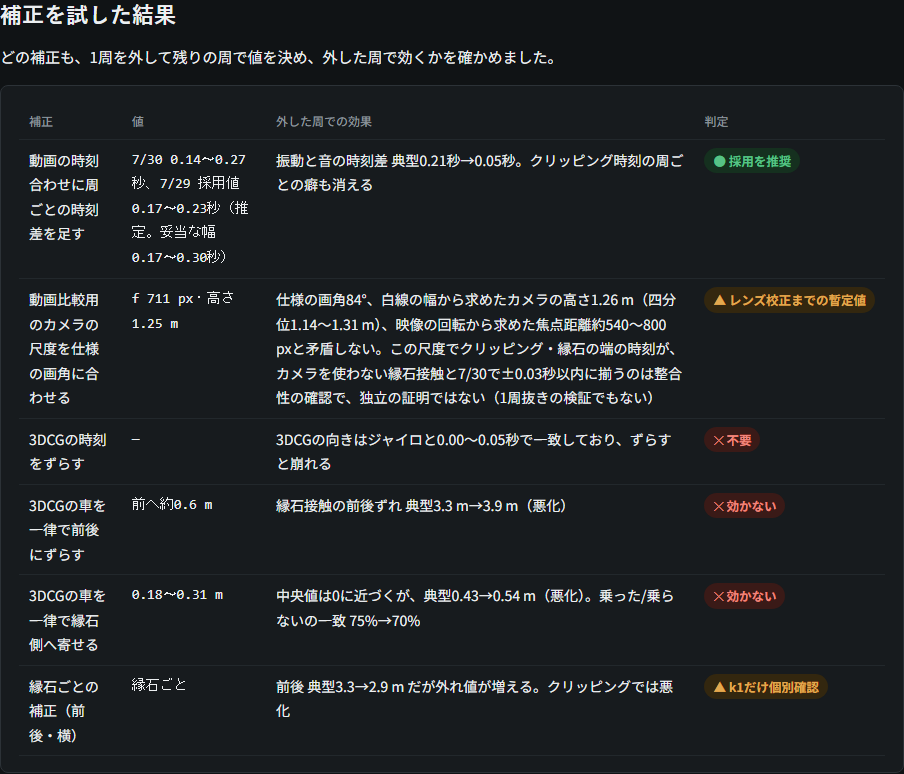 補正を試した結果
どの補正も、1周を外して残りの周で値を決め、外した周で効くかを確かめました。
補正 値 外した周での効果 判定
動画の時刻
合わせに周
ごとの時刻
差を足す
7/30 0.14〜0.27
秒、7/29 採用値
0.17〜0.23秒（推
定。妥当な幅
0.17〜0.30秒）
振動と音の時刻差 典型0.21秒→0.05秒。クリッピング時刻の周ご
との癖も消える
● 採用を推奨
動画比較用
のカメラの
尺度を仕様
の画角に合
わせる
f 711 px・高さ
1.25 m
仕様の画角84°、白線の幅から求めたカメラの高さ1.26 m（四分
位1.14〜1.31 m）、映像の回転から求めた焦点距離約540〜800
pxと矛盾しない。この尺度でクリッピング・縁石の端の時刻が、
カメラを使わない縁石接触と7/30で±0.03秒以内に揃うのは整合
性の確認で、独立の証明ではない（1周抜きの検証でもない）
▲ レンズ校正までの暫定値
3DCGの時刻
をずらす
—
3DCGの向きはジャイロと0.00〜0.05秒で一致しており、ずらす
と崩れる
✕ 不要
3DCGの車を
一律で前後
にずらす
前へ約0.6 m
縁石接触の前後ずれ 典型3.3 m→3.9 m（悪化）
✕ 効かない
3DCGの車を
一律で縁石
側へ寄せる
0.18〜0.31 m
中央値は0に近づくが、典型0.43→0.54 m（悪化）。乗った/乗ら
ないの一致 75%→70%
✕ 効かない
縁石ごとの
補正（前
後・横）
縁石ごと
前後 典型3.3→2.9 m だが外れ値が増える。クリッピングでは悪
化
▲ k1だけ個別確認